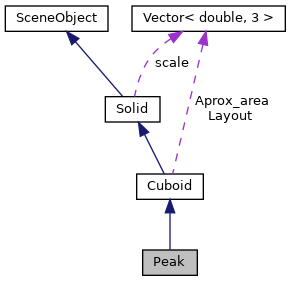 SceneObject
Vector< double, 3 >
scale
Solid
Aprox_area
Layout
Cuboid
Peak